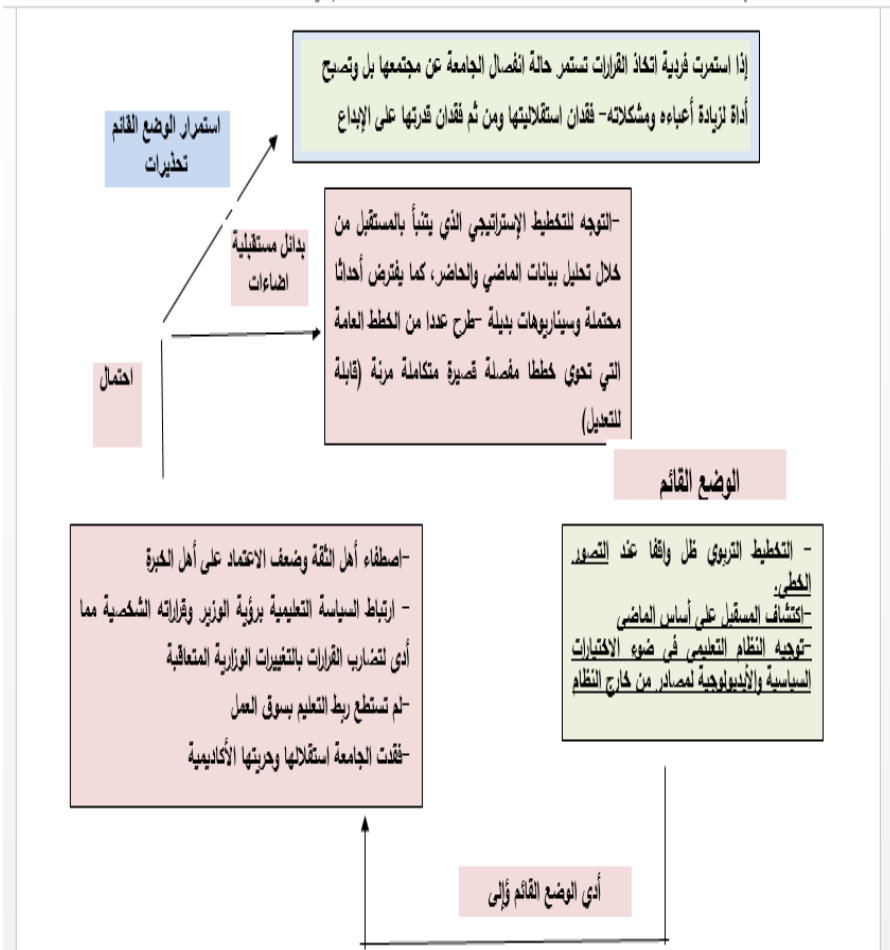 إذا استمرت فردية اتخاذ القرارات تستمر حالة انفصال الجامعة عن مجتمعها بل وتصبح
أداة لزيادة أعباءه ومشكلاته- فقدان استقلاليتها ومن ثم فقدان قدرتها على الإبداع
استمرار الوضع القائم
تحذيرات
-التوجه للتخطيط الإستراتيجي الذي يتنبأ بالمستقبل من
خلال تحليل بيانات الماضي والحاضر، كما يفترض أحداثا
محتملة وسيناريوهات بديلة -طرح عددا من الخطط العامة
التي تحوي خططا مفصلة قصيرة متكاملة مرنة (قابلة
للتعديل)
بدائل مستقبلية
اضاءات
احتمال
الوضع القائم
- التخطيط التربوي ظل واقفا عند التصور
الخطي.
-اكتشاف المسقبل على أساس الماضي
-توجيه النظام التعليمي في ضوء الاختيارات
السياسية والأيديولوجية لمصادر من خارج النظام
-اصطفاء أهل الثقة وضعف الاعتماد على أهل الخبرة
- ارتباط السياسة التعليمية برؤية الوزير وقراراته الشخصية مما
أدى لتضارب القرارات بالتغييرات الوزارية المتعاقبة
-لم تستطع ربط التعليم بسوق العمل
-فقدت الجامعة استقلالها وحريتها الأكاديمية
أدي الوضع القائم ؤإلى